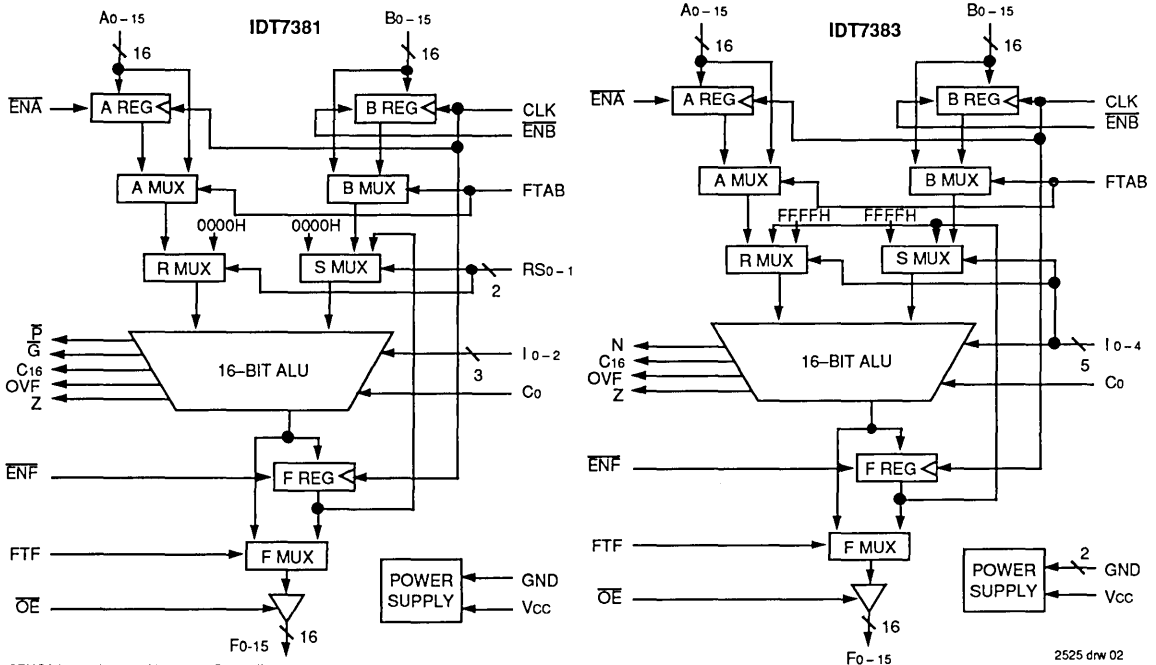 A0–15
IDT7381
B0–15
16
16
ENA
A REG
B REG
CLK
ENB
A MUX
B MUX
FTAB
0000H
0000H
R MUX
S MUX
RS0–1
2
P
G
C16
OVF
Z
16–BIT ALU
I0–2
3
C0
ENF
F REG
FTF
F MUX
POWER SUPPLY
GND
VCC
OE
16
F0-15
A0–15
IDT7383
B0–15
16
16
ENA
A REG
B REG
CLK
ENB
A MUX
B MUX
FTAB
FFFFH
FFFFH
R MUX
S MUX
N
C16
OVF
Z
16–BIT ALU
I0–4
5
C0
ENF
F REG
FTF
F MUX
POWER SUPPLY
2
GND
VCC
OE
16
F0–15
2525 drw 02